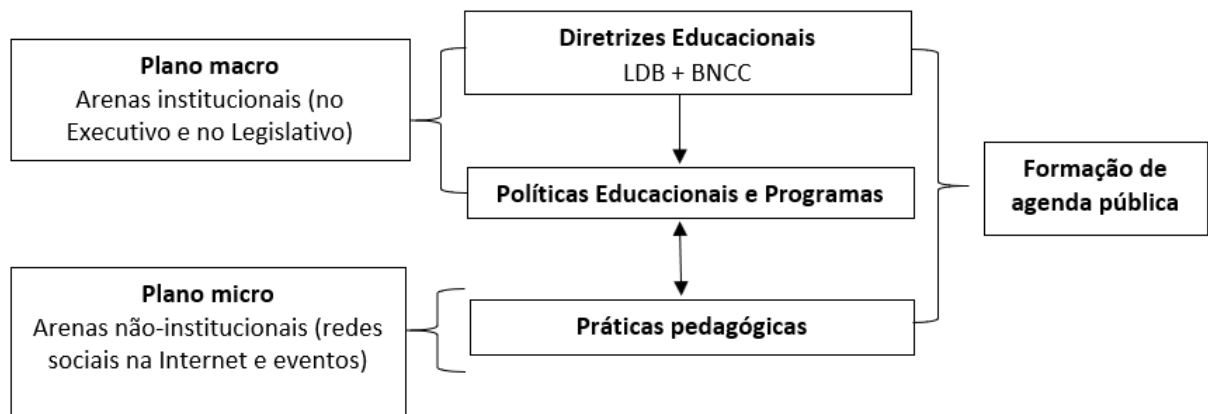 Plano macro
Arenas institucionais (no
Executivo e no Legislativo)
Diretrizes Educacionais
LDB + BNCC
Políticas Educacionais e Programas
Formação de
agenda pública
Plano micro
Arenas não-institucionais (redes
sociais na Internet e eventos)
Práticas pedagógicas